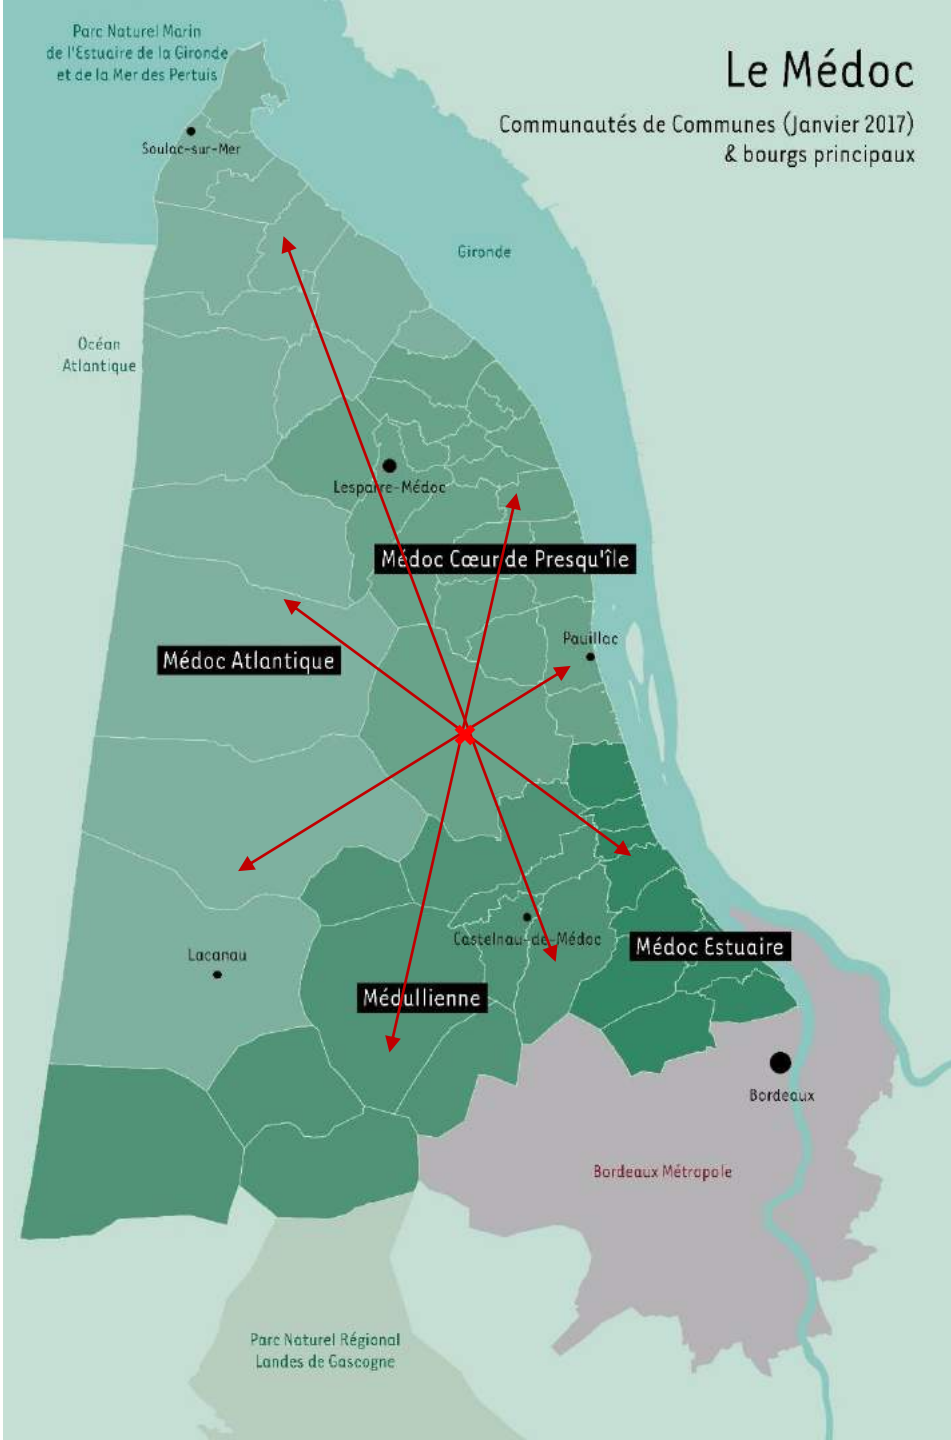 Parc Naturel Marin
de l'Estuaire de la Gironde
et de la Mer des Pertuis
Le Médoc
Communautés de Communes (Janvier 2017)
& bourgs principaux
Soulac-sur-Mer
Gironde
Océan
Atlantique
Lesparre-Médoc
Médoc Cœur de Presqu'île
Pauillac
Médoc Atlantique
Castelnau-de-Médoc
Médoc Estuaire
Lacanau
Médullienne
Bordeaux
Bordeaux Métropole
Parc Naturel Régional
Landes de Gascogne